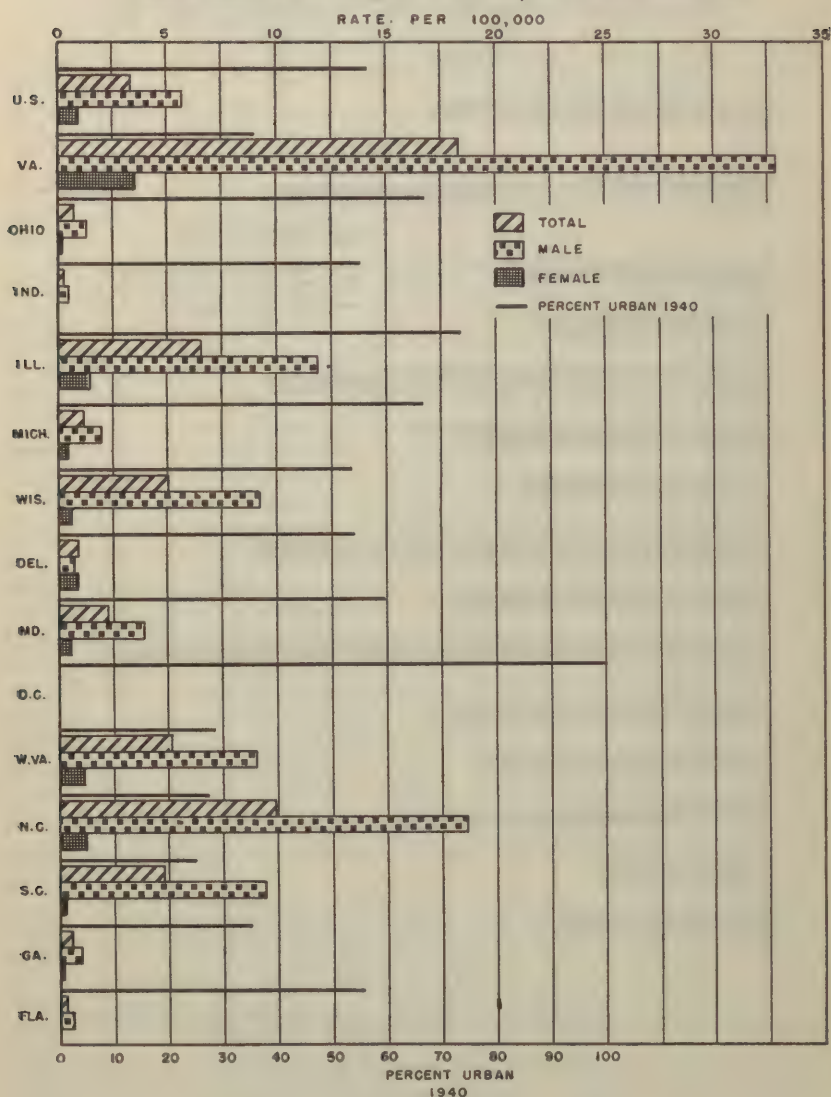 RATE. PER 100,000
0 5 10 15 20 25 30 35
U.S.
VA.
OHIO
IND.
ILL.
MICH.
WIS.
DEL.
MD.
D.C.
W.VA.
N.C.
S.C.
GA.
FLA.
TOTAL
MALE
FEMALE
PERCENT URBAN 1940
0 10 20 30 40 50 60 70 80 90 100
PERCENT URBAN
1940